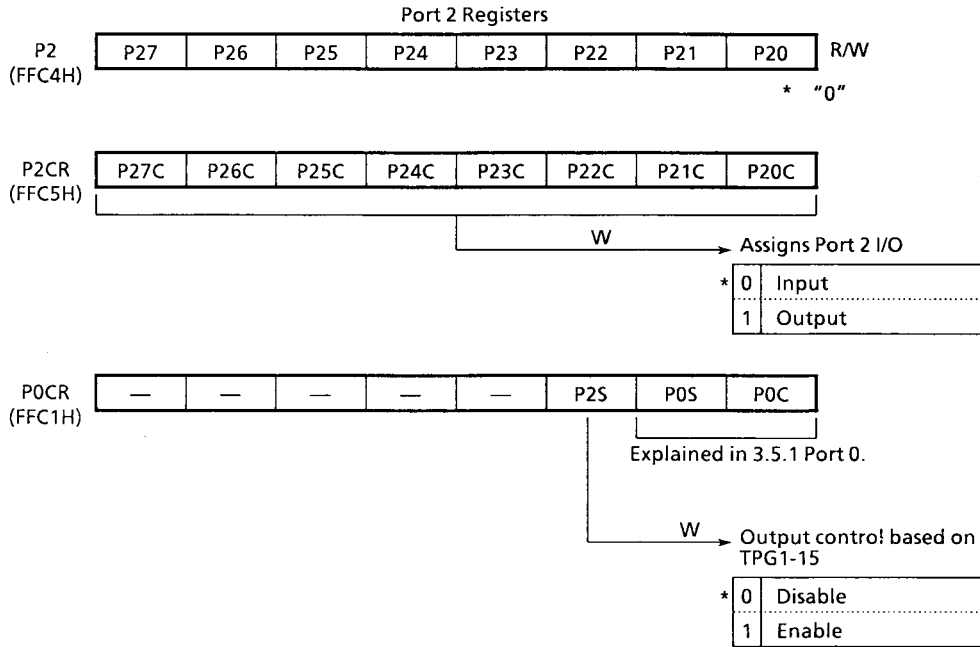 Port 2 Registers
P2 P27 P26 P25 P24 P23 P22 P21 P20 R/W
(FFC4H)
* "0"
P2CR P27C P26C P25C P24C P23C P22C P21C P20C
(FFC5H)
W Assigns Port 2 I/O
* 0 Input
1 Output
P0CR — — — — — P2S P0S P0C
(FFC1H)
Explained in 3.5.1 Port 0.
W Output control based on
TPG1-15
* 0 Disable
1 Enable